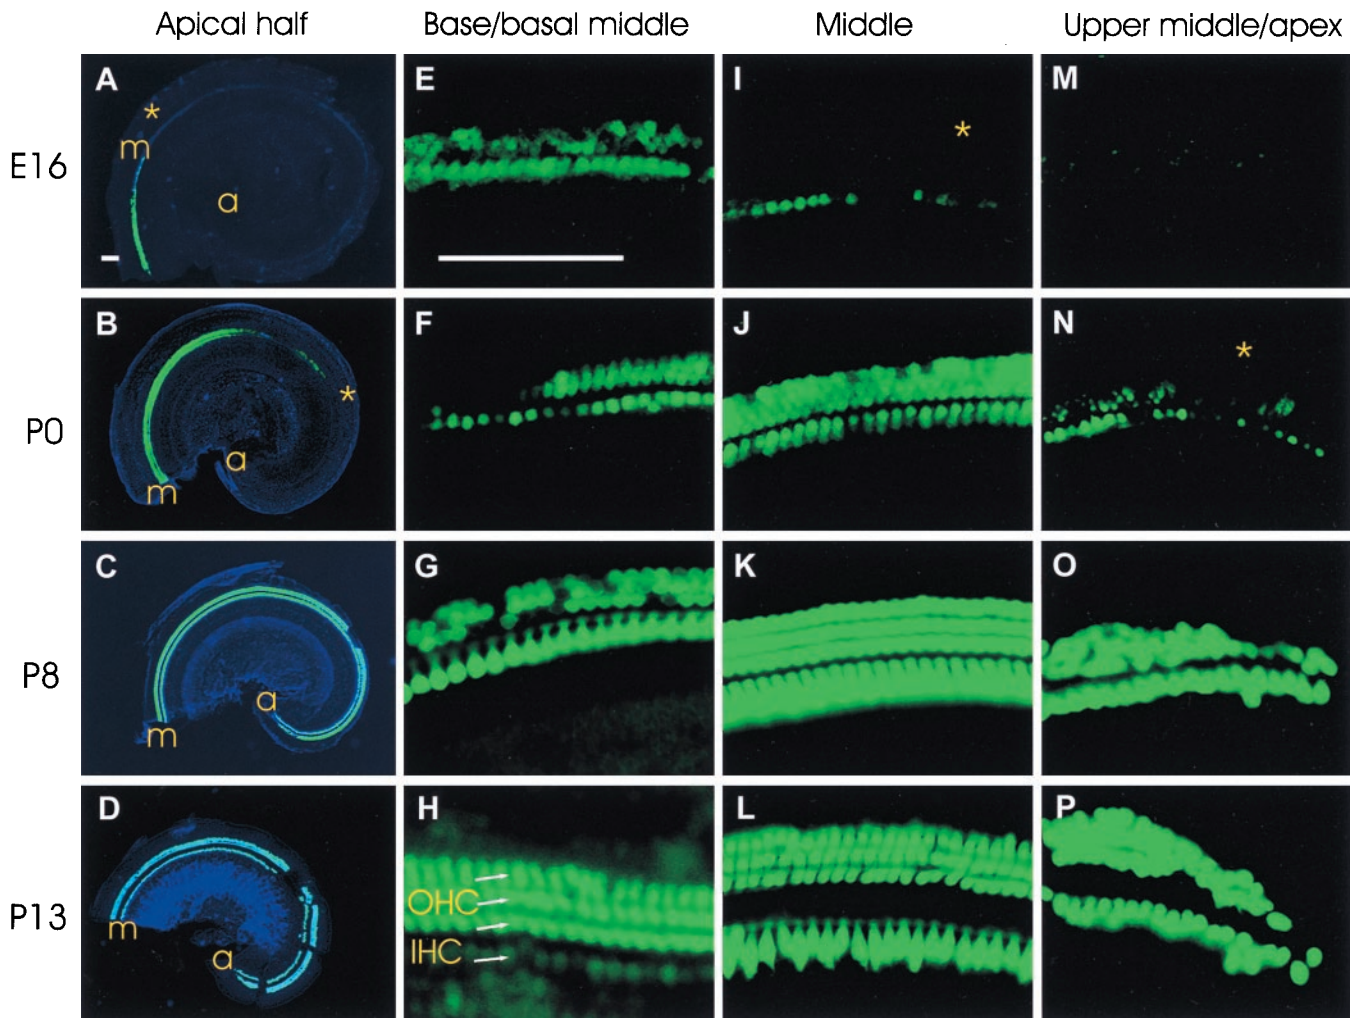 Apical half Base/basal middle Middle Upper middle/apex
E16 A * m a E I * M
P0 B * a m F J N *
P8 C a m G K O
P13 D m a H OHC IHC L P